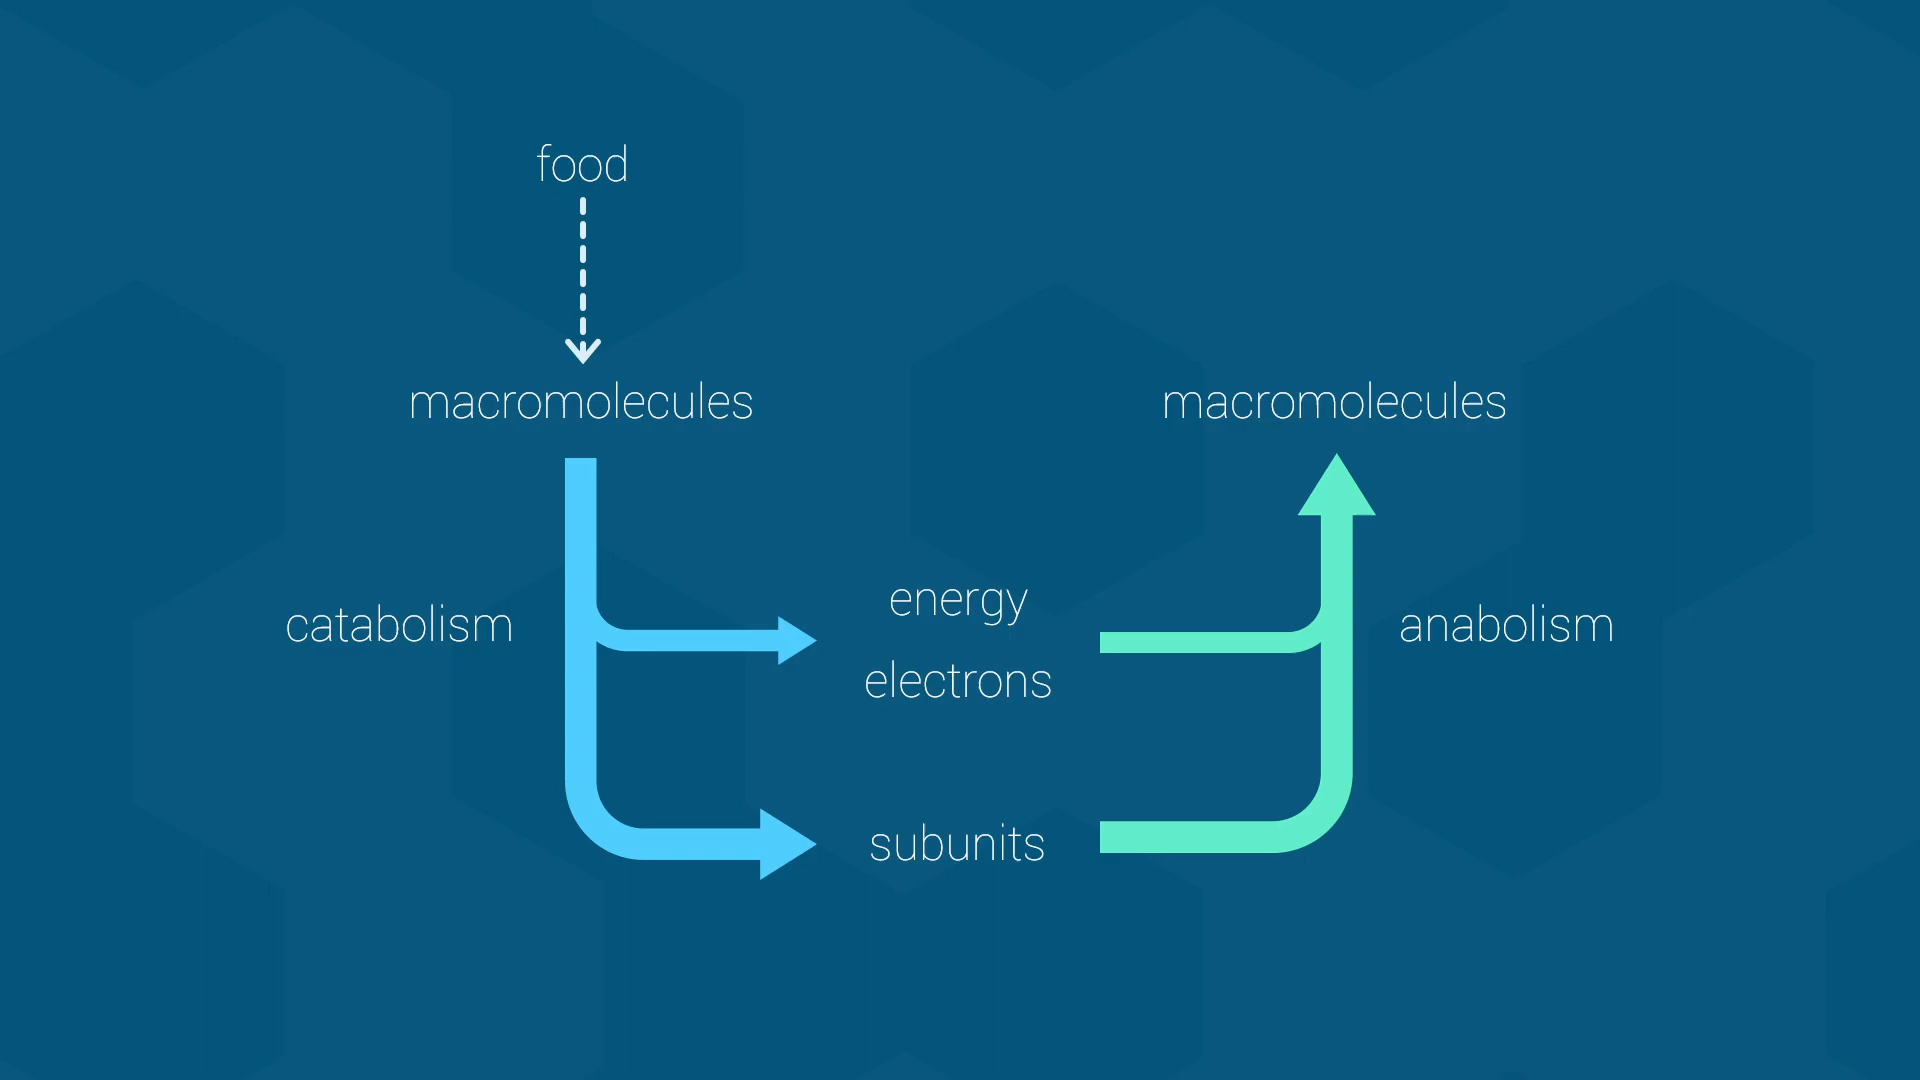 food
macromolecules
macromolecules
catabolism
energy
electrons
anabolism
subunits